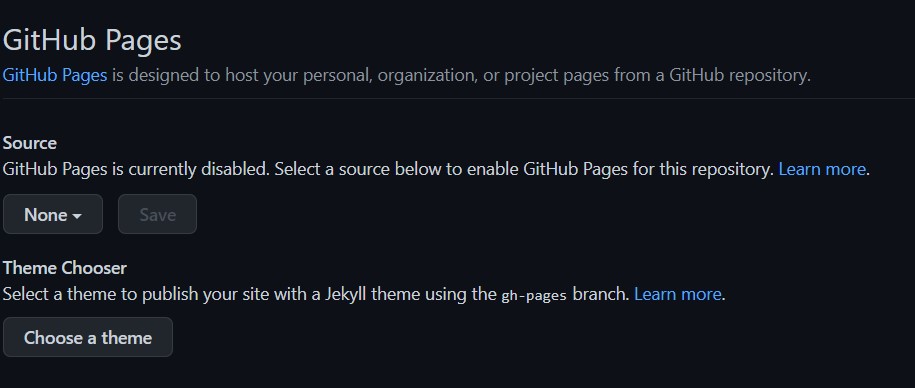 GitHub Pages
GitHub Pages is designed to host your personal, organization, or project pages from a GitHub repository.
Source
GitHub Pages is currently disabled. Select a source below to enable GitHub Pages for this repository. Learn more.
None Save
Theme Chooser
Select a theme to publish your site with a Jekyll theme using the gh-pages branch. Learn more.
Choose a theme